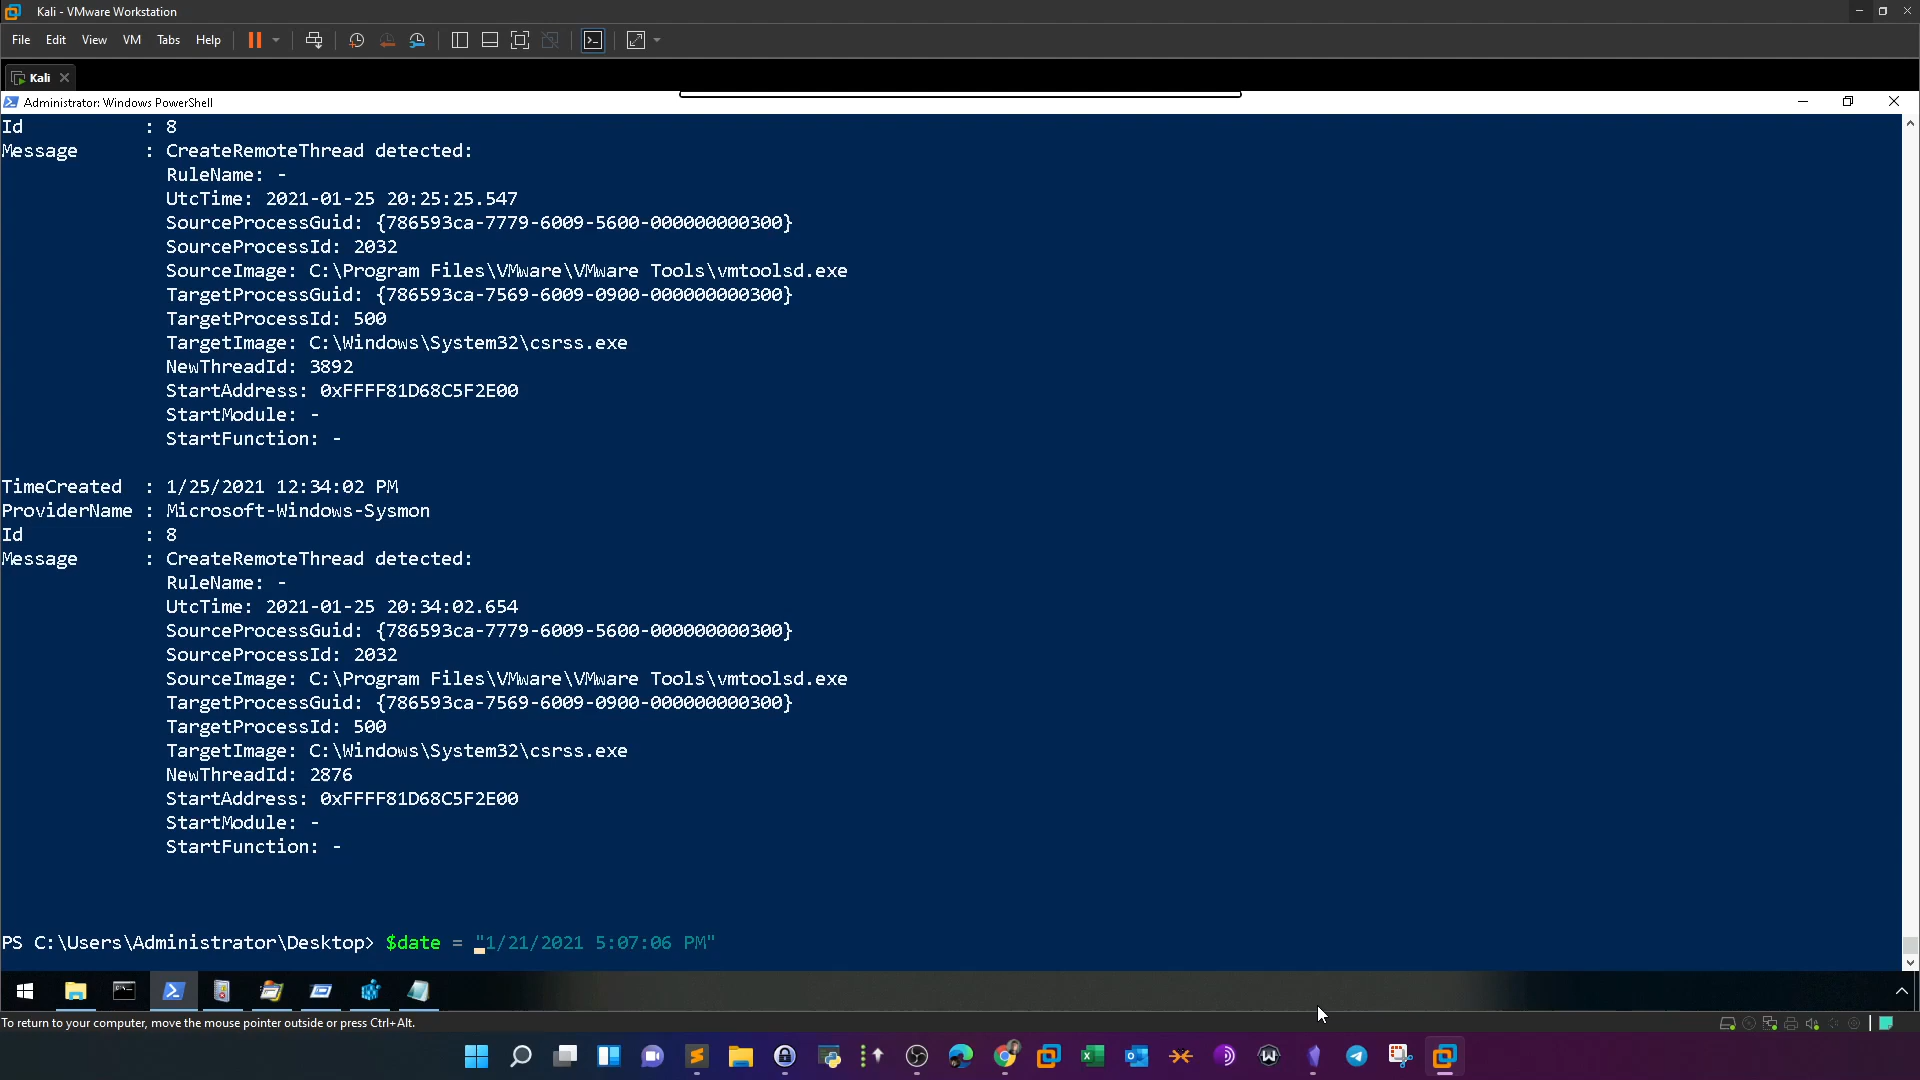 Kali - VMware Workstation
File Edit View VM Tabs Help
Kali
Administrator: Windows PowerShell
Id : 8
Message : CreateRemoteThread detected:
RuleName: -
UtcTime: 2021-01-25 20:25:25.547
SourceProcessGuid: {786593ca-7779-6009-5600-000000000300}
SourceProcessId: 2032
SourceImage: C:\Program Files\VMware\VMware Tools\vmtoolsd.exe
TargetProcessGuid: {786593ca-7569-6009-0900-000000000300}
TargetProcessId: 500
TargetImage: C:\Windows\System32\csrss.exe
NewThreadId: 3892
StartAddress: 0xFFFF81D68C5F2E00
StartModule: -
StartFunction: -
TimeCreated : 1/25/2021 12:34:02 PM
ProviderName : Microsoft-Windows-Sysmon
Id : 8
Message : CreateRemoteThread detected:
RuleName: -
UtcTime: 2021-01-25 20:34:02.654
SourceProcessGuid: {786593ca-7779-6009-5600-000000000300}
SourceProcessId: 2032
SourceImage: C:\Program Files\VMware\VMware Tools\vmtoolsd.exe
TargetProcessGuid: {786593ca-7569-6009-0900-000000000300}
TargetProcessId: 500
TargetImage: C:\Windows\System32\csrss.exe
NewThreadId: 2876
StartAddress: 0xFFFF81D68C5F2E00
StartModule: -
StartFunction: -
PS C:\Users\Administrator\Desktop> $date = "1/21/2021 5:07:06 PM"
To return to your computer, move the mouse pointer outside or press Ctrl+Alt.